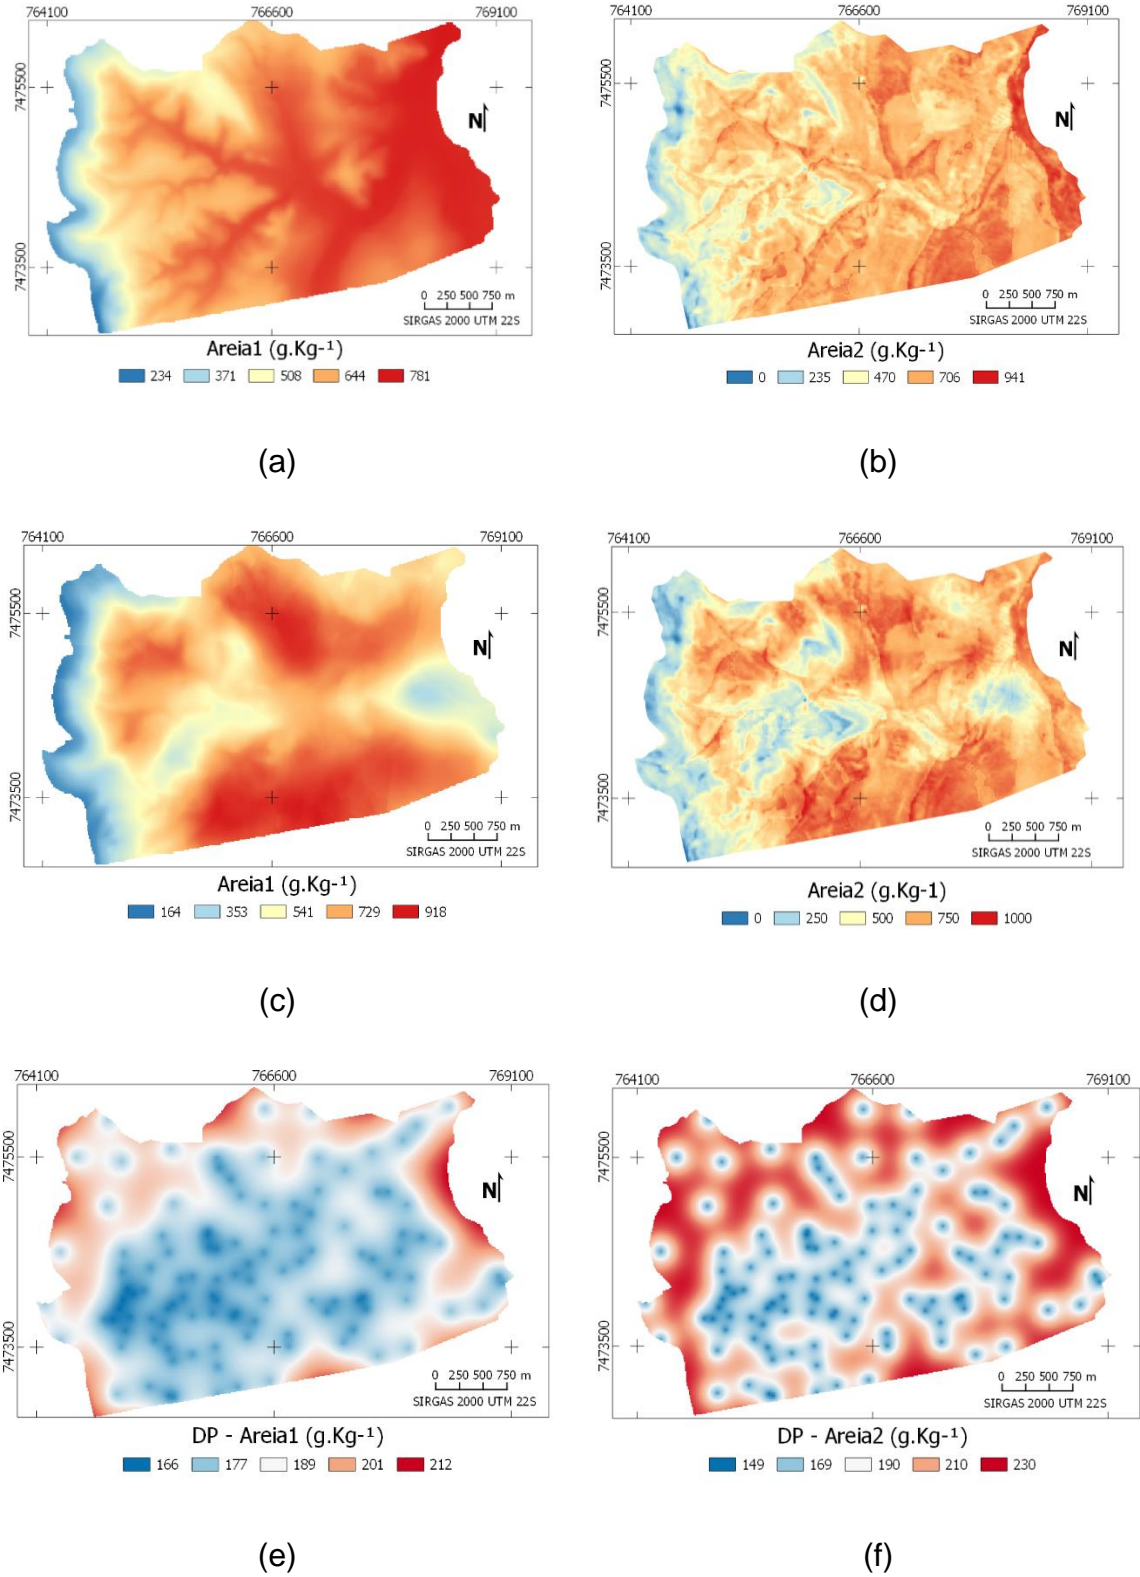 764100 766600 769100
7475500
7473500
N
0 250 500 750 m
SIRGAS 2000 UTM 22S
Areia1 (g.Kg-¹)
234 371 508 644 781
(a)
764100 766600 769100
7475500
7473500
N
0 250 500 750 m
SIRGAS 2000 UTM 22S
Areia2 (g.Kg-¹)
0 235 470 706 941
(b)
764100 766600 769100
7475500
7473500
N
0 250 500 750 m
SIRGAS 2000 UTM 22S
Areia1 (g.Kg-¹)
164 353 541 729 918
(c)
764100 766600 769100
7475500
7473500
N
0 250 500 750 m
SIRGAS 2000 UTM 22S
Areia2 (g.Kg-1)
0 250 500 750 1000
(d)
764100 766600 769100
7475500
7473500
N
0 250 500 750 m
SIRGAS 2000 UTM 22S
DP - Areia1 (g.Kg-¹)
166 177 189 201 212
(e)
764100 766600 769100
7475500
7473500
N
0 250 500 750 m
SIRGAS 2000 UTM 22S
DP - Areia2 (g.Kg-¹)
149 169 190 210 230
(f)